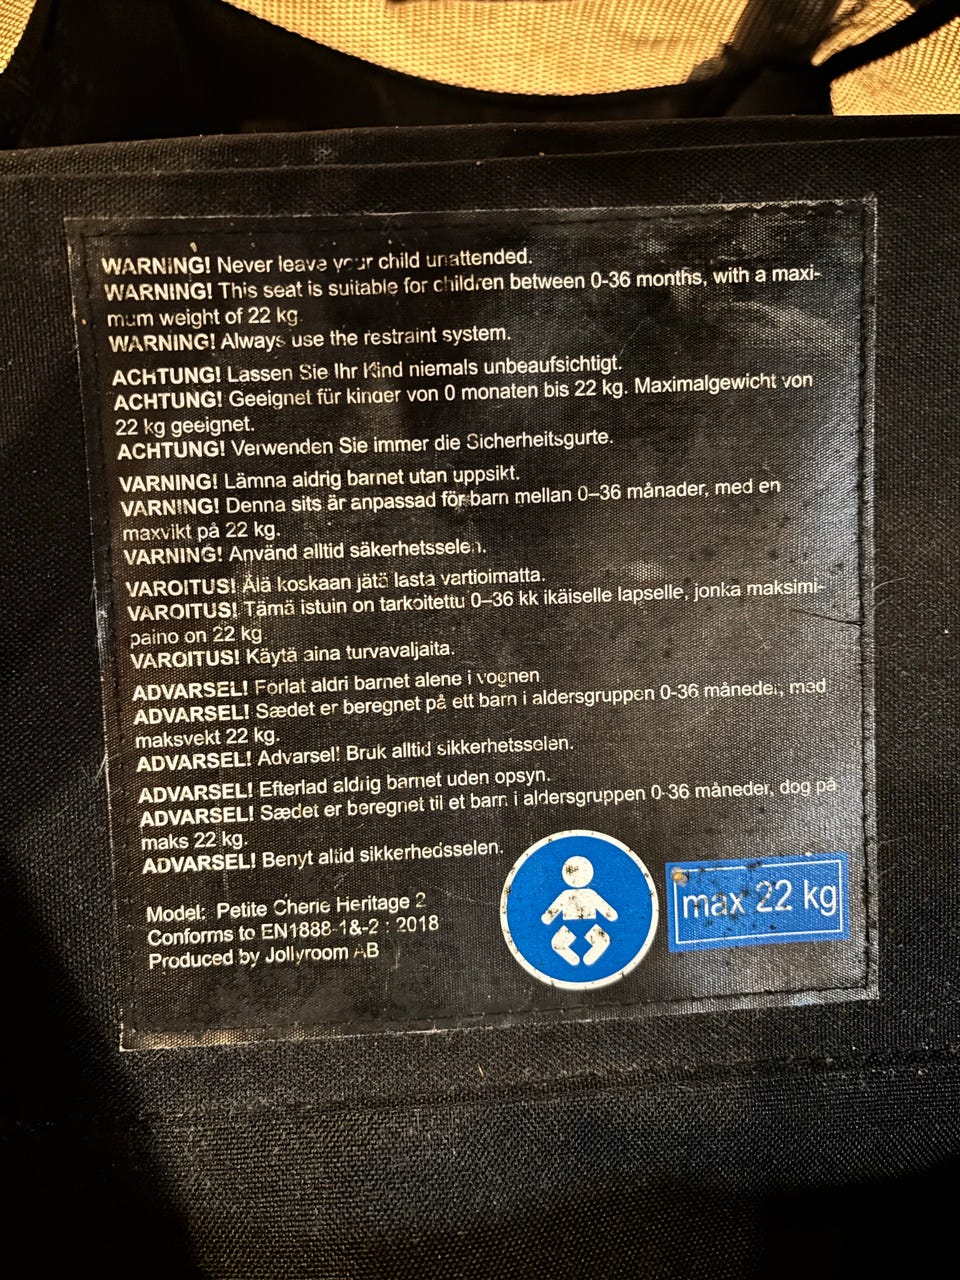 WARNING! Never leave your child unattended.
WARNING! This seat is suitable for children between 0-36 months, with a maxi-
mum weight of 22 kg.
WARNING! Always use the restraint system.
ACHTUNG! Lassen Sie Ihr Kind niemals unbeaufsichtigt.
ACHTUNG! Geeignet für kinder von 0 monaten bis 22 kg. Maximalgewicht von
22 kg geeignet.
ACHTUNG! Verwenden Sie immer die Sicherheitsgurte.
VARNING! Lämna aldrig barnet utan uppsikt.
VARNING! Denna sits är anpassad för barn mellan 0–36 månader, med en
maxvikt på 22 kg.
VARNING! Använd alltid säkerhetsselen.
VAROITUS! Älä koskaan jätä lasta vartioimatta.
VAROITUS! Tämä istuin on tarkoitettu 0–36 kk ikäiselle lapselle, jonka maksimi-
paino on 22 kg.
VAROITUS! Käytä aina turvavaljaita.
ADVARSEL! Forlat aldri barnet alene i vognen
ADVARSEL! Sædet er beregnet på ett barn i aldersgruppen 0-36 måneder, med
maksvekt 22 kg.
ADVARSEL! Advarsel! Bruk alltid sikkerhetsselen.
ADVARSEL! Efterlad aldrig barnet uden opsyn.
ADVARSEL! Sædet er beregnet til et barn i aldersgruppen 0-36 måneder, dog på
maks 22 kg.
ADVARSEL! Benyt altid sikkerhedsselen.
Model: Petite Cherie Heritage 2
Conforms to EN1888-1&-2 : 2018
Produced by Jollyroom AB
max 22 kg